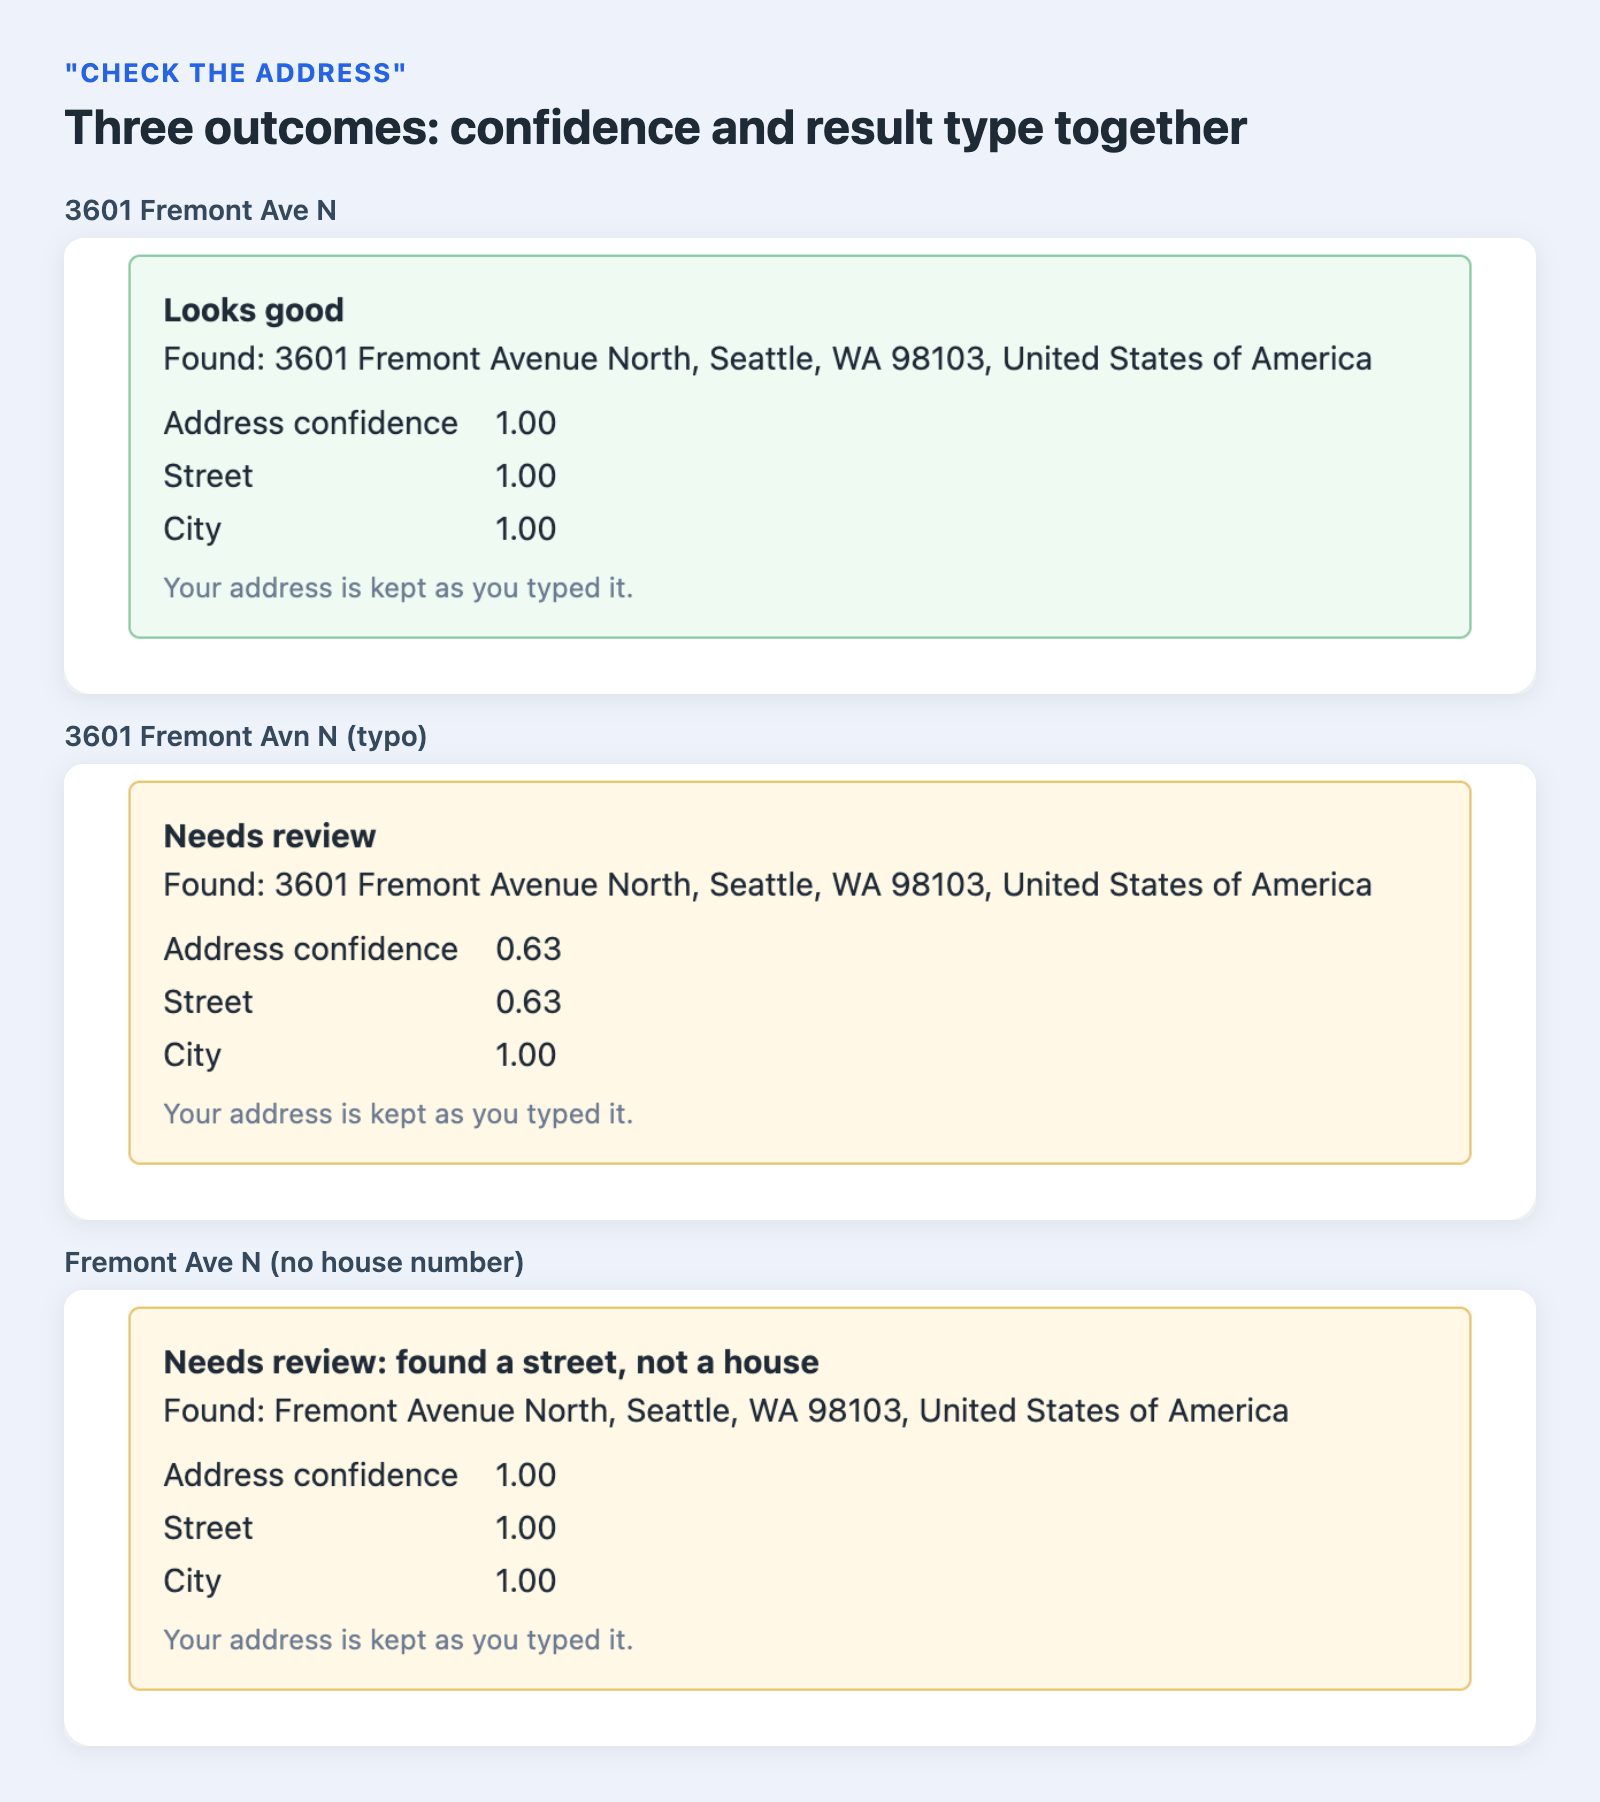 "CHECK THE ADDRESS"
Three outcomes: confidence and result type together
3601 Fremont Ave N
Looks good
Found: 3601 Fremont Avenue North, Seattle, WA 98103, United States of America
Address confidence 1.00
Street 1.00
City 1.00
Your address is kept as you typed it.
3601 Fremont Avn N (typo)
Needs review
Found: 3601 Fremont Avenue North, Seattle, WA 98103, United States of America
Address confidence 0.63
Street 0.63
City 1.00
Your address is kept as you typed it.
Fremont Ave N (no house number)
Needs review: found a street, not a house
Found: Fremont Avenue North, Seattle, WA 98103, United States of America
Address confidence 1.00
Street 1.00
City 1.00
Your address is kept as you typed it.